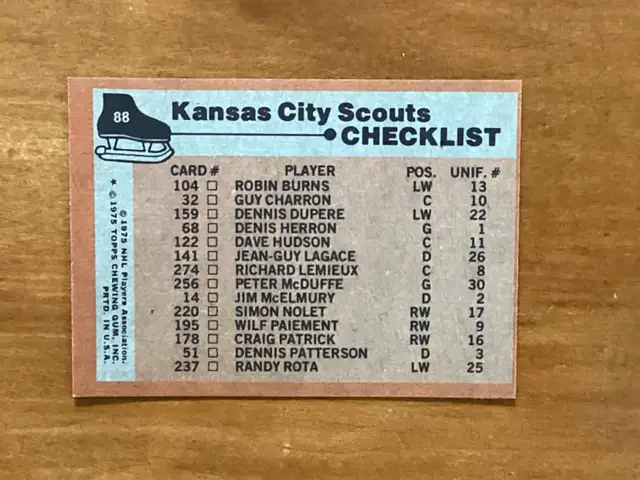 88
Kansas City Scouts
CHECKLIST
CARD # PLAYER POS. UNIF. #
104 □ ROBIN BURNS LW 13
32 □ GUY CHARRON C 10
159 □ DENNIS DUPERE LW 22
68 □ DENIS HERRON G 1
122 □ DAVE HUDSON C 11
141 □ JEAN-GUY LAGACE D 26
274 □ RICHARD LEMIEUX C 8
256 □ PETER McDUFFE G 30
14 □ JIM McELMURY D 2
220 □ SIMON NOLET RW 17
195 □ WILF PAIEMENT RW 9
178 □ CRAIG PATRICK RW 16
51 □ DENNIS PATTERSON D 3
237 □ RANDY ROTA LW 25
© 1975 NHL Players Association.
* © 1975 TOPPS CHEWING GUM, INC.
PRTD. IN U.S.A.